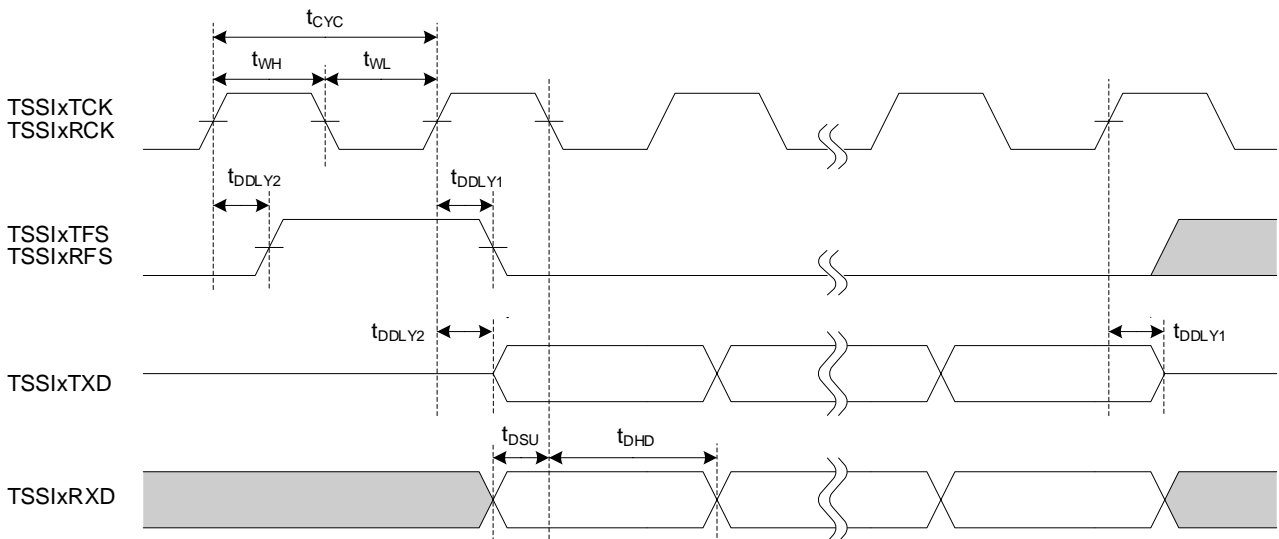 tCYC
tWH
tWL
TSSIxTCK
TSSIxRCK
tDDLY2
tDDLY1
TSSIxTFS
TSSIxRFS
tDDLY2
tDDLY1
TSSIxTXD
tDSU
tDHD
TSSIxRXD